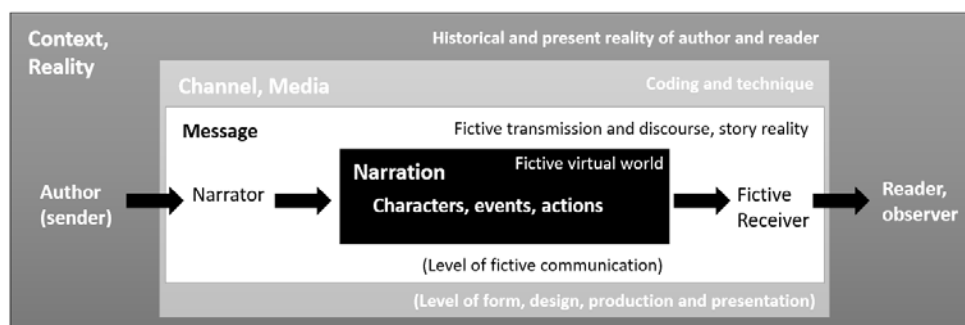 Context,
Reality
Historical and present reality of author and reader
Channel, Media
Coding and technique
Message
Fictive transmission and discourse, story reality
Fictive virtual world
Narration
Characters, events, actions
Author
(sender)
Narrator
Fictive
Receiver
Reader,
observer
(Level of fictive communication)
(Level of form, design, production and presentation)